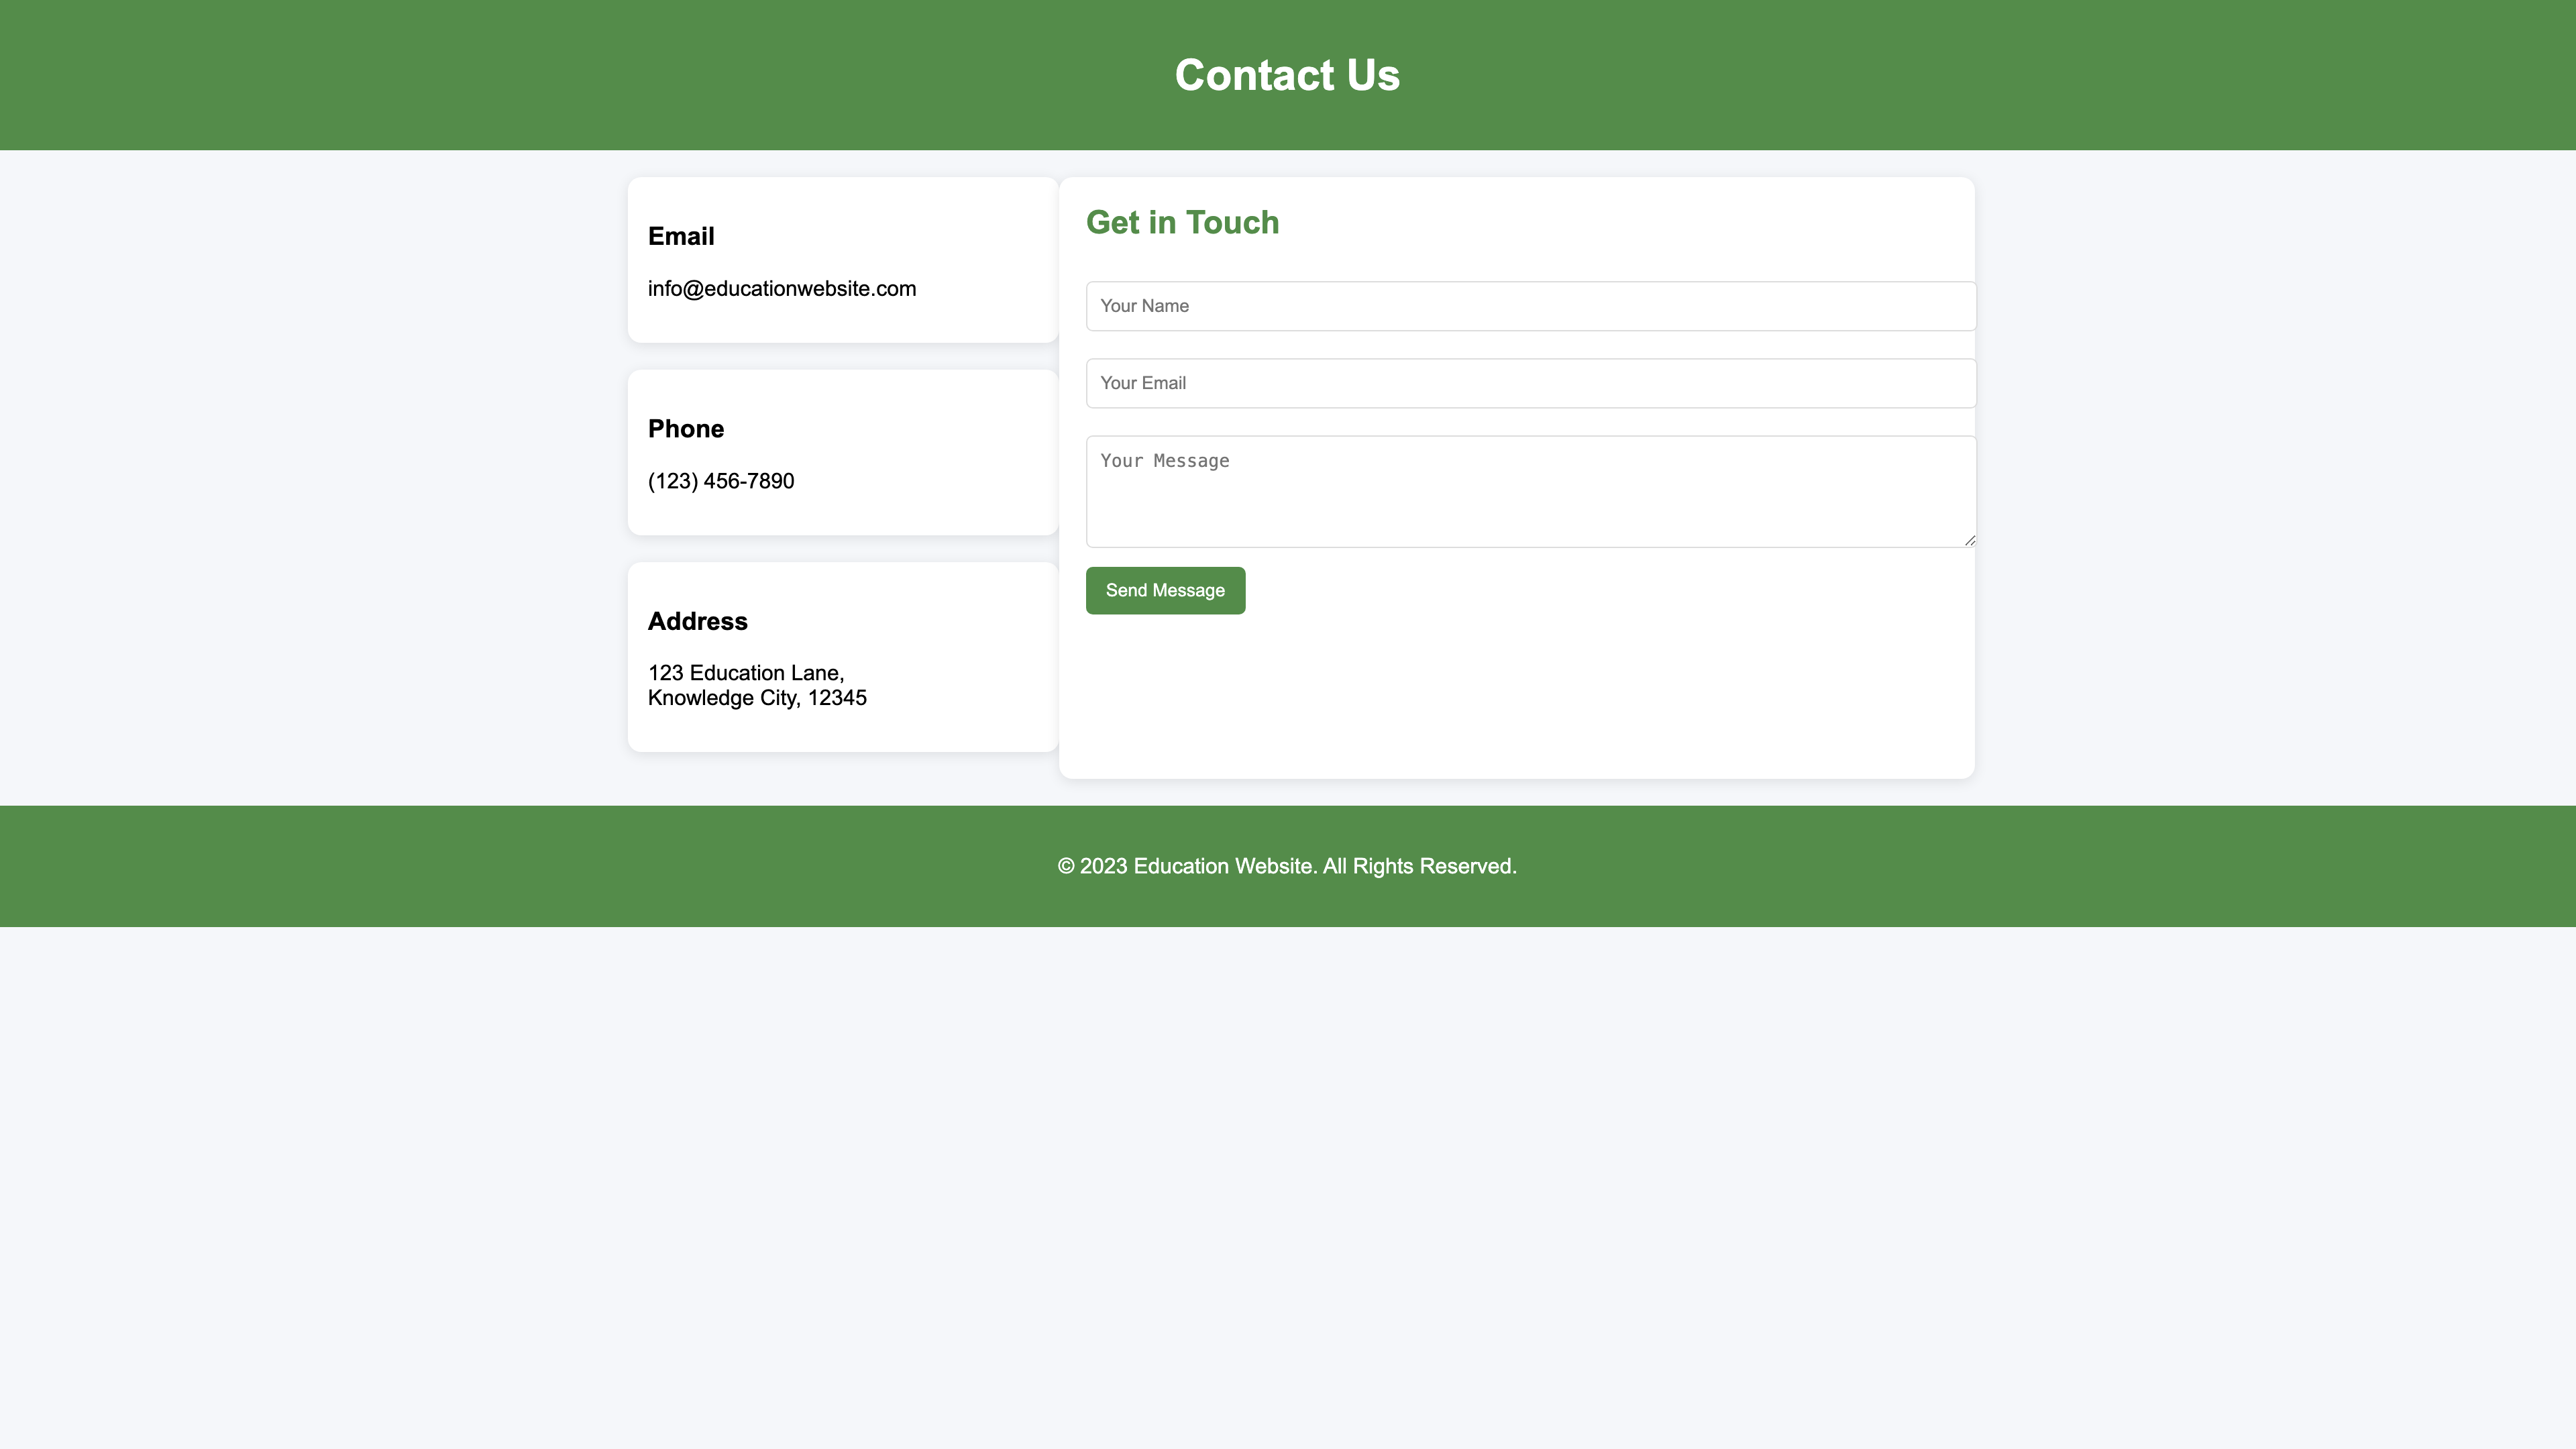 Contact Us
Email
info@educationwebsite.com
Phone
(123) 456-7890
Address
123 Education Lane,
Knowledge City, 12345
Get in Touch
Your Name
Your Email
Your Message
Send Message
© 2023 Education Website. All Rights Reserved.